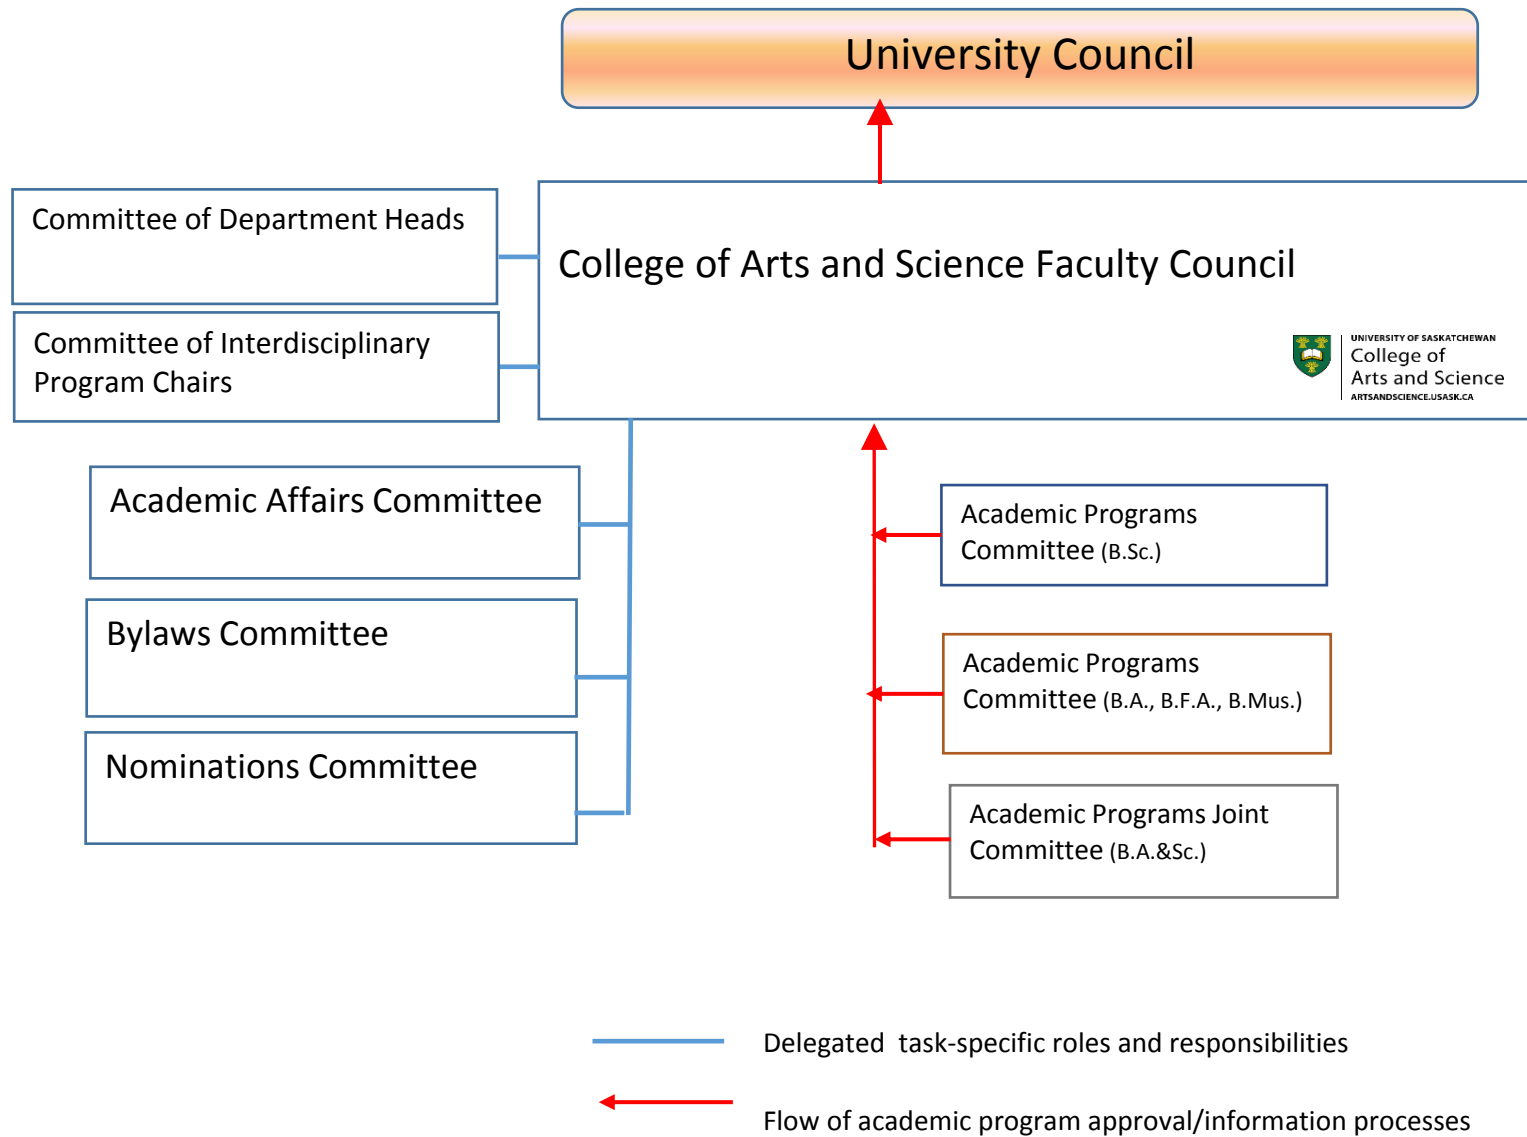 University Council
Committee of Department Heads
College of Arts and Science Faculty Council
Committee of Interdisciplinary
Program Chairs
UNIVERSITY OF SASKATCHEWAN
College of
Arts and Science
ARTSANDSCIENCE.USASK.CA
Academic Affairs Committee
Bylaws Committee
Nominations Committee
Academic Programs
Committee (B.Sc.)
Academic Programs
Committee (B.A., B.F.A., B.Mus.)
Academic Programs Joint
Committee (B.A.&Sc.)
Delegated task-specific roles and responsibilities
Flow of academic program approval/information processes